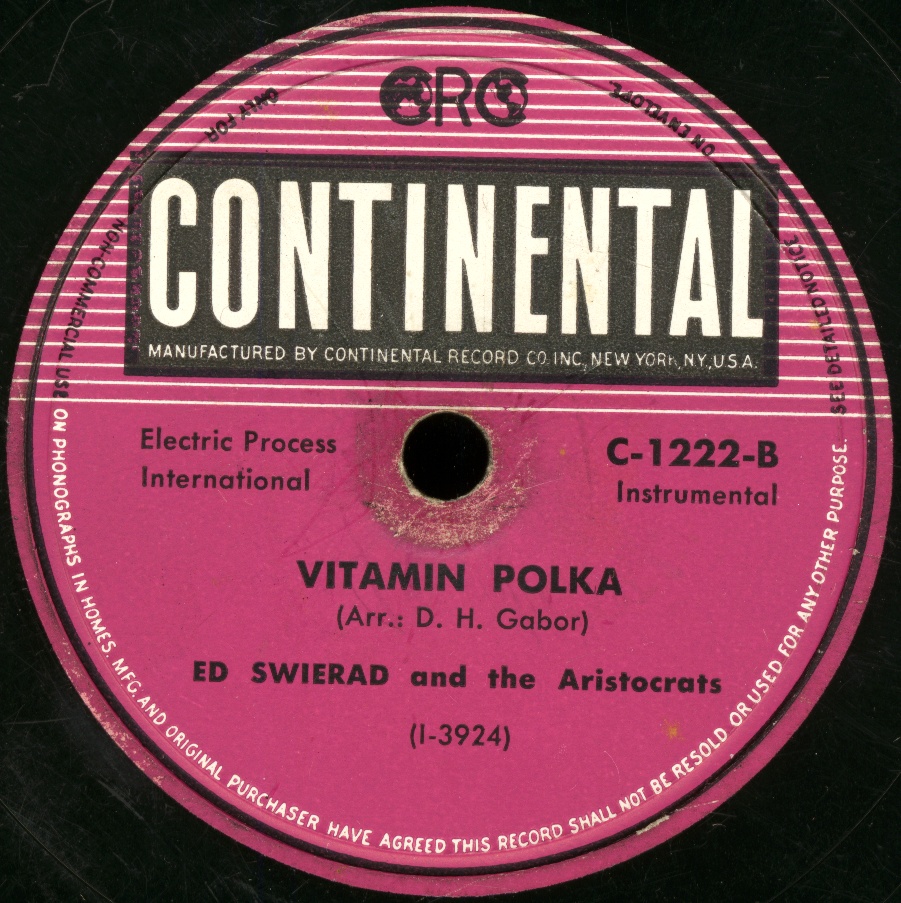 CRC
CONTINENTAL
MANUFACTURED BY CONTINENTAL RECORD CO. INC., NEW YORK, N.Y., U.S.A.
Electric Process
International
C-1222-B
Instrumental
VITAMIN POLKA
(Arr.: D. H. Gabor)
ED SWIERAD and the Aristocrats
(I-3924)
ONLY FOR NON-COMMERCIAL USE ON PHONOGRAPHS IN HOMES. MFG. AND ORIGINAL PURCHASER HAVE AGREED THIS RECORD SHALL NOT BE RESOLD OR USED FOR ANY OTHER PURPOSE. SEE DETAILED NOTICE ON ENVELOPE